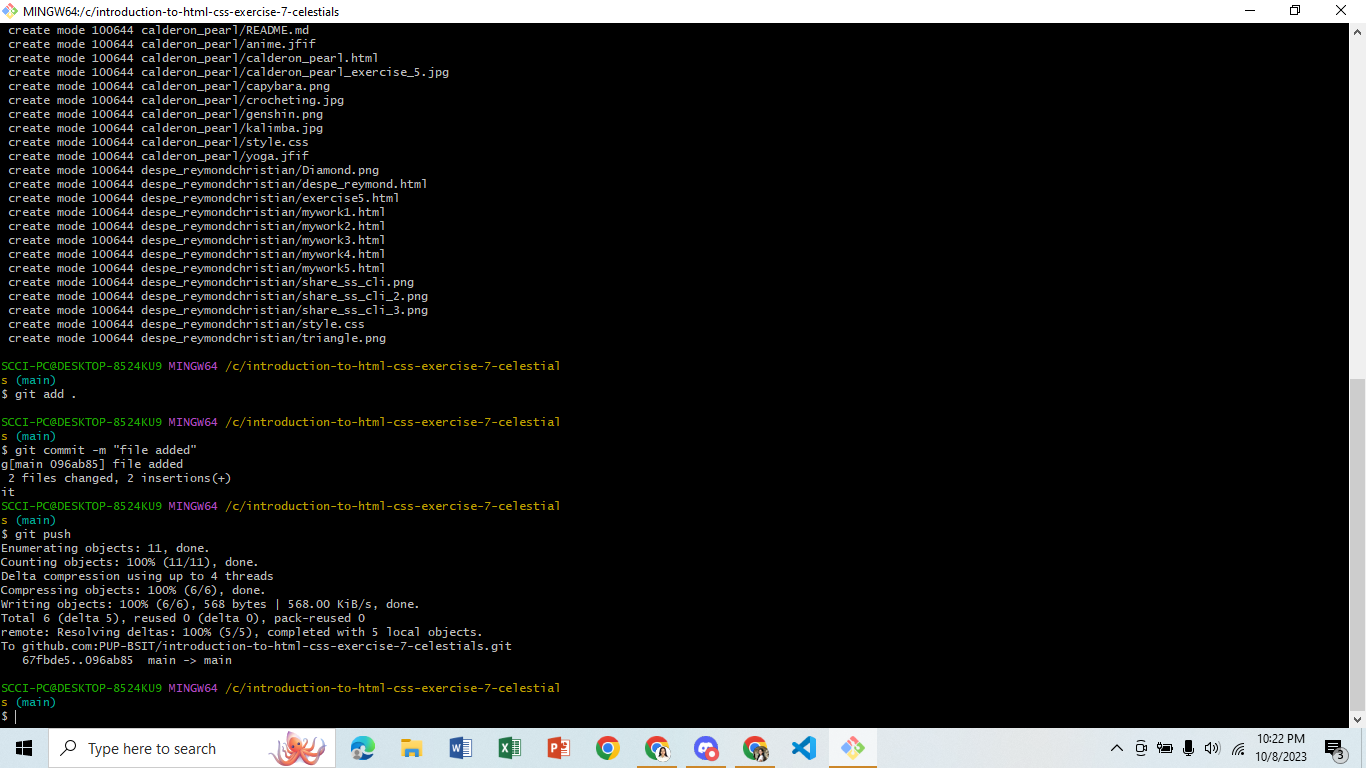 MINGW64:/c/introduction-to-html-css-exercise-7-celestials
create mode 100644 calderon_pearl/README.md
create mode 100644 calderon_pearl/anime.jfif
create mode 100644 calderon_pearl/calderon_pearl.html
create mode 100644 calderon_pearl/calderon_pearl_exercise_5.jpg
create mode 100644 calderon_pearl/capybara.png
create mode 100644 calderon_pearl/crocheting.jpg
create mode 100644 calderon_pearl/genshin.png
create mode 100644 calderon_pearl/kalimba.jpg
create mode 100644 calderon_pearl/style.css
create mode 100644 calderon_pearl/yoga.jfif
create mode 100644 despe_reymondchristian/Diamond.png
create mode 100644 despe_reymondchristian/despe_reymond.html
create mode 100644 despe_reymondchristian/exercise5.html
create mode 100644 despe_reymondchristian/mywork1.html
create mode 100644 despe_reymondchristian/mywork2.html
create mode 100644 despe_reymondchristian/mywork3.html
create mode 100644 despe_reymondchristian/mywork4.html
create mode 100644 despe_reymondchristian/mywork5.html
create mode 100644 despe_reymondchristian/share_ss_cli.png
create mode 100644 despe_reymondchristian/share_ss_cli_2.png
create mode 100644 despe_reymondchristian/share_ss_cli_3.png
create mode 100644 despe_reymondchristian/style.css
create mode 100644 despe_reymondchristian/triangle.png
SCCI-PC@DESKTOP-8524KU9 MINGW64 /c/introduction-to-html-css-exercise-7-celestial
s (main)
$ git add .
SCCI-PC@DESKTOP-8524KU9 MINGW64 /c/introduction-to-html-css-exercise-7-celestial
s (main)
$ git commit -m "file added"
g[main 096ab85] file added
2 files changed, 2 insertions(+)
it
SCCI-PC@DESKTOP-8524KU9 MINGW64 /c/introduction-to-html-css-exercise-7-celestial
s (main)
$ git push
Enumerating objects: 11, done.
Counting objects: 100% (11/11), done.
Delta compression using up to 4 threads
Compressing objects: 100% (6/6), done.
Writing objects: 100% (6/6), 568 bytes | 568.00 KiB/s, done.
Total 6 (delta 5), reused 0 (delta 0), pack-reused 0
remote: Resolving deltas: 100% (5/5), completed with 5 local objects.
To github.com:PUP-BSIT/introduction-to-html-css-exercise-7-celestials.git
67fbde5..096ab85  main -> main
SCCI-PC@DESKTOP-8524KU9 MINGW64 /c/introduction-to-html-css-exercise-7-celestial
s (main)
$
Type here to search
10:22 PM
10/8/2023
3